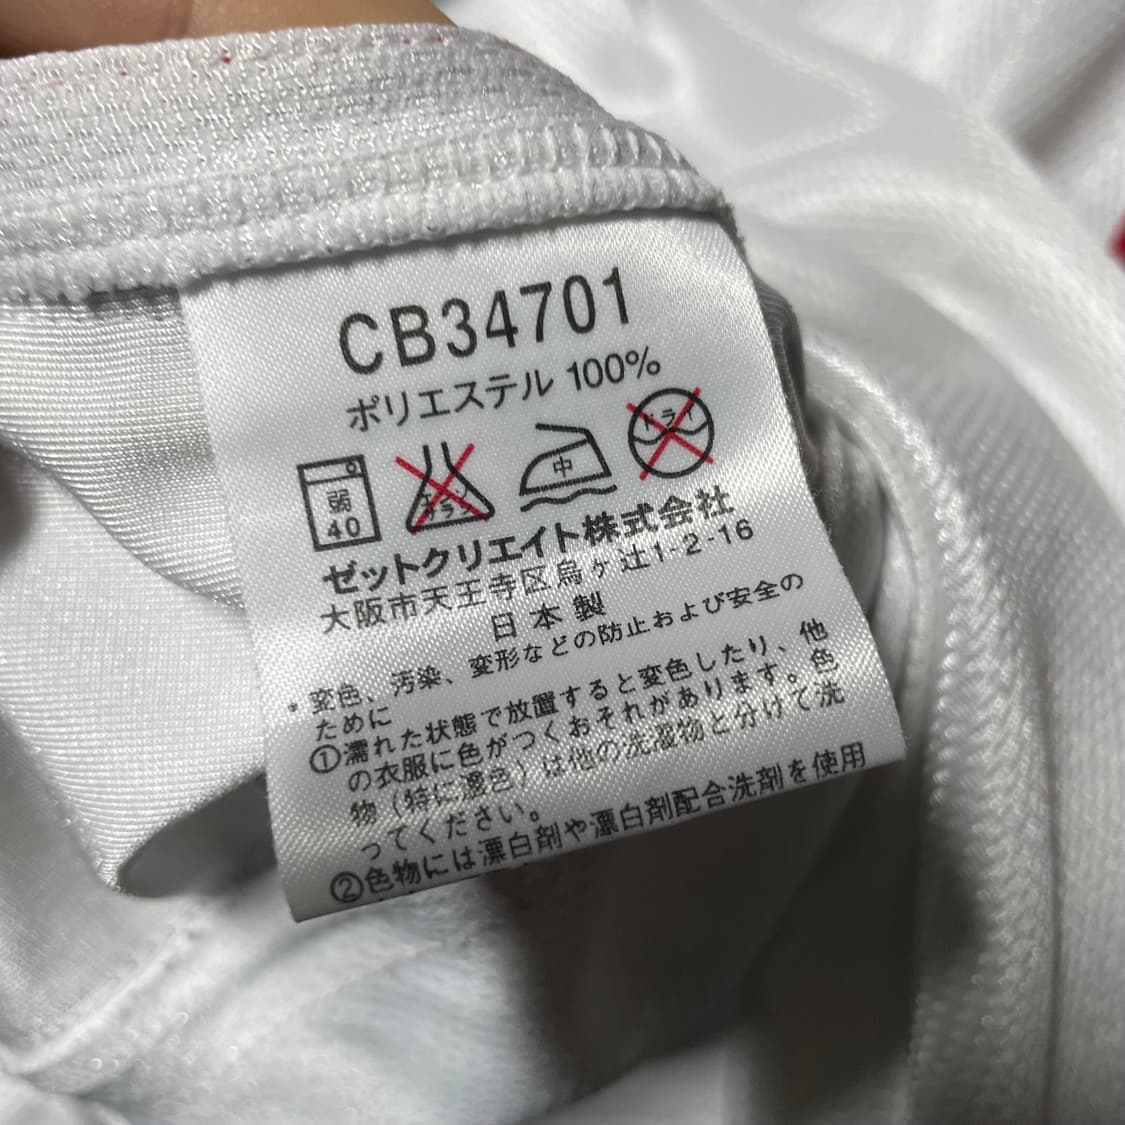 CB34701
ポリエステル 100%
弱
40
エンソ
サラシ
中
ドライ
ゼットクリエイト株式会社
大阪市天王寺区烏ヶ辻1-2-16
日本製
・変色、汚染、変形などの防止および安全の
ために
①濡れた状態で放置すると変色したり、他
の衣服に色がつくおそれがあります。色
物（特に濃色）は他の洗濯物と分けて洗
ってください。
②色物には漂白剤や漂白剤配合洗剤を使用